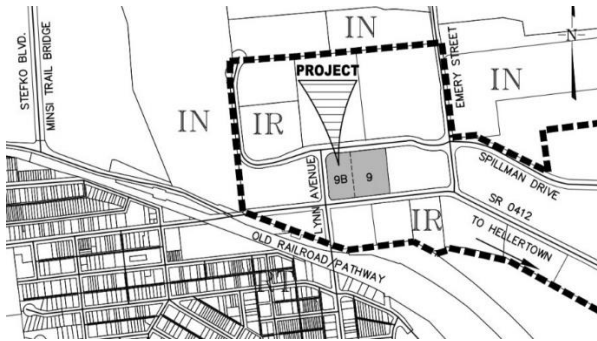 STEFKO BLVD.
MINSI TRAIL BRIDGE
IN
IN
IN
IR
PROJECT
EMERY STREET
N
LYNN AVENUE
9B
9
SPILLMAN DRIVE
SR 0412
TO HELLERTOWN
IR
OLD RAILROAD PATHWAY